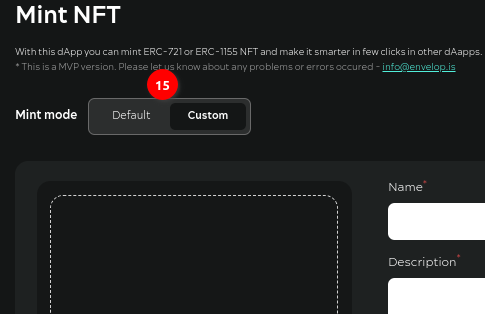 Mint NFT
With this dApp you can mint ERC-721 or ERC-1155 NFT and make it smarter in few clicks in other dAapps.
* This is a MVP version. Please let us know about any problems or errors occured - info@envelop.is
15
Mint mode Default Custom
Name*
Description*